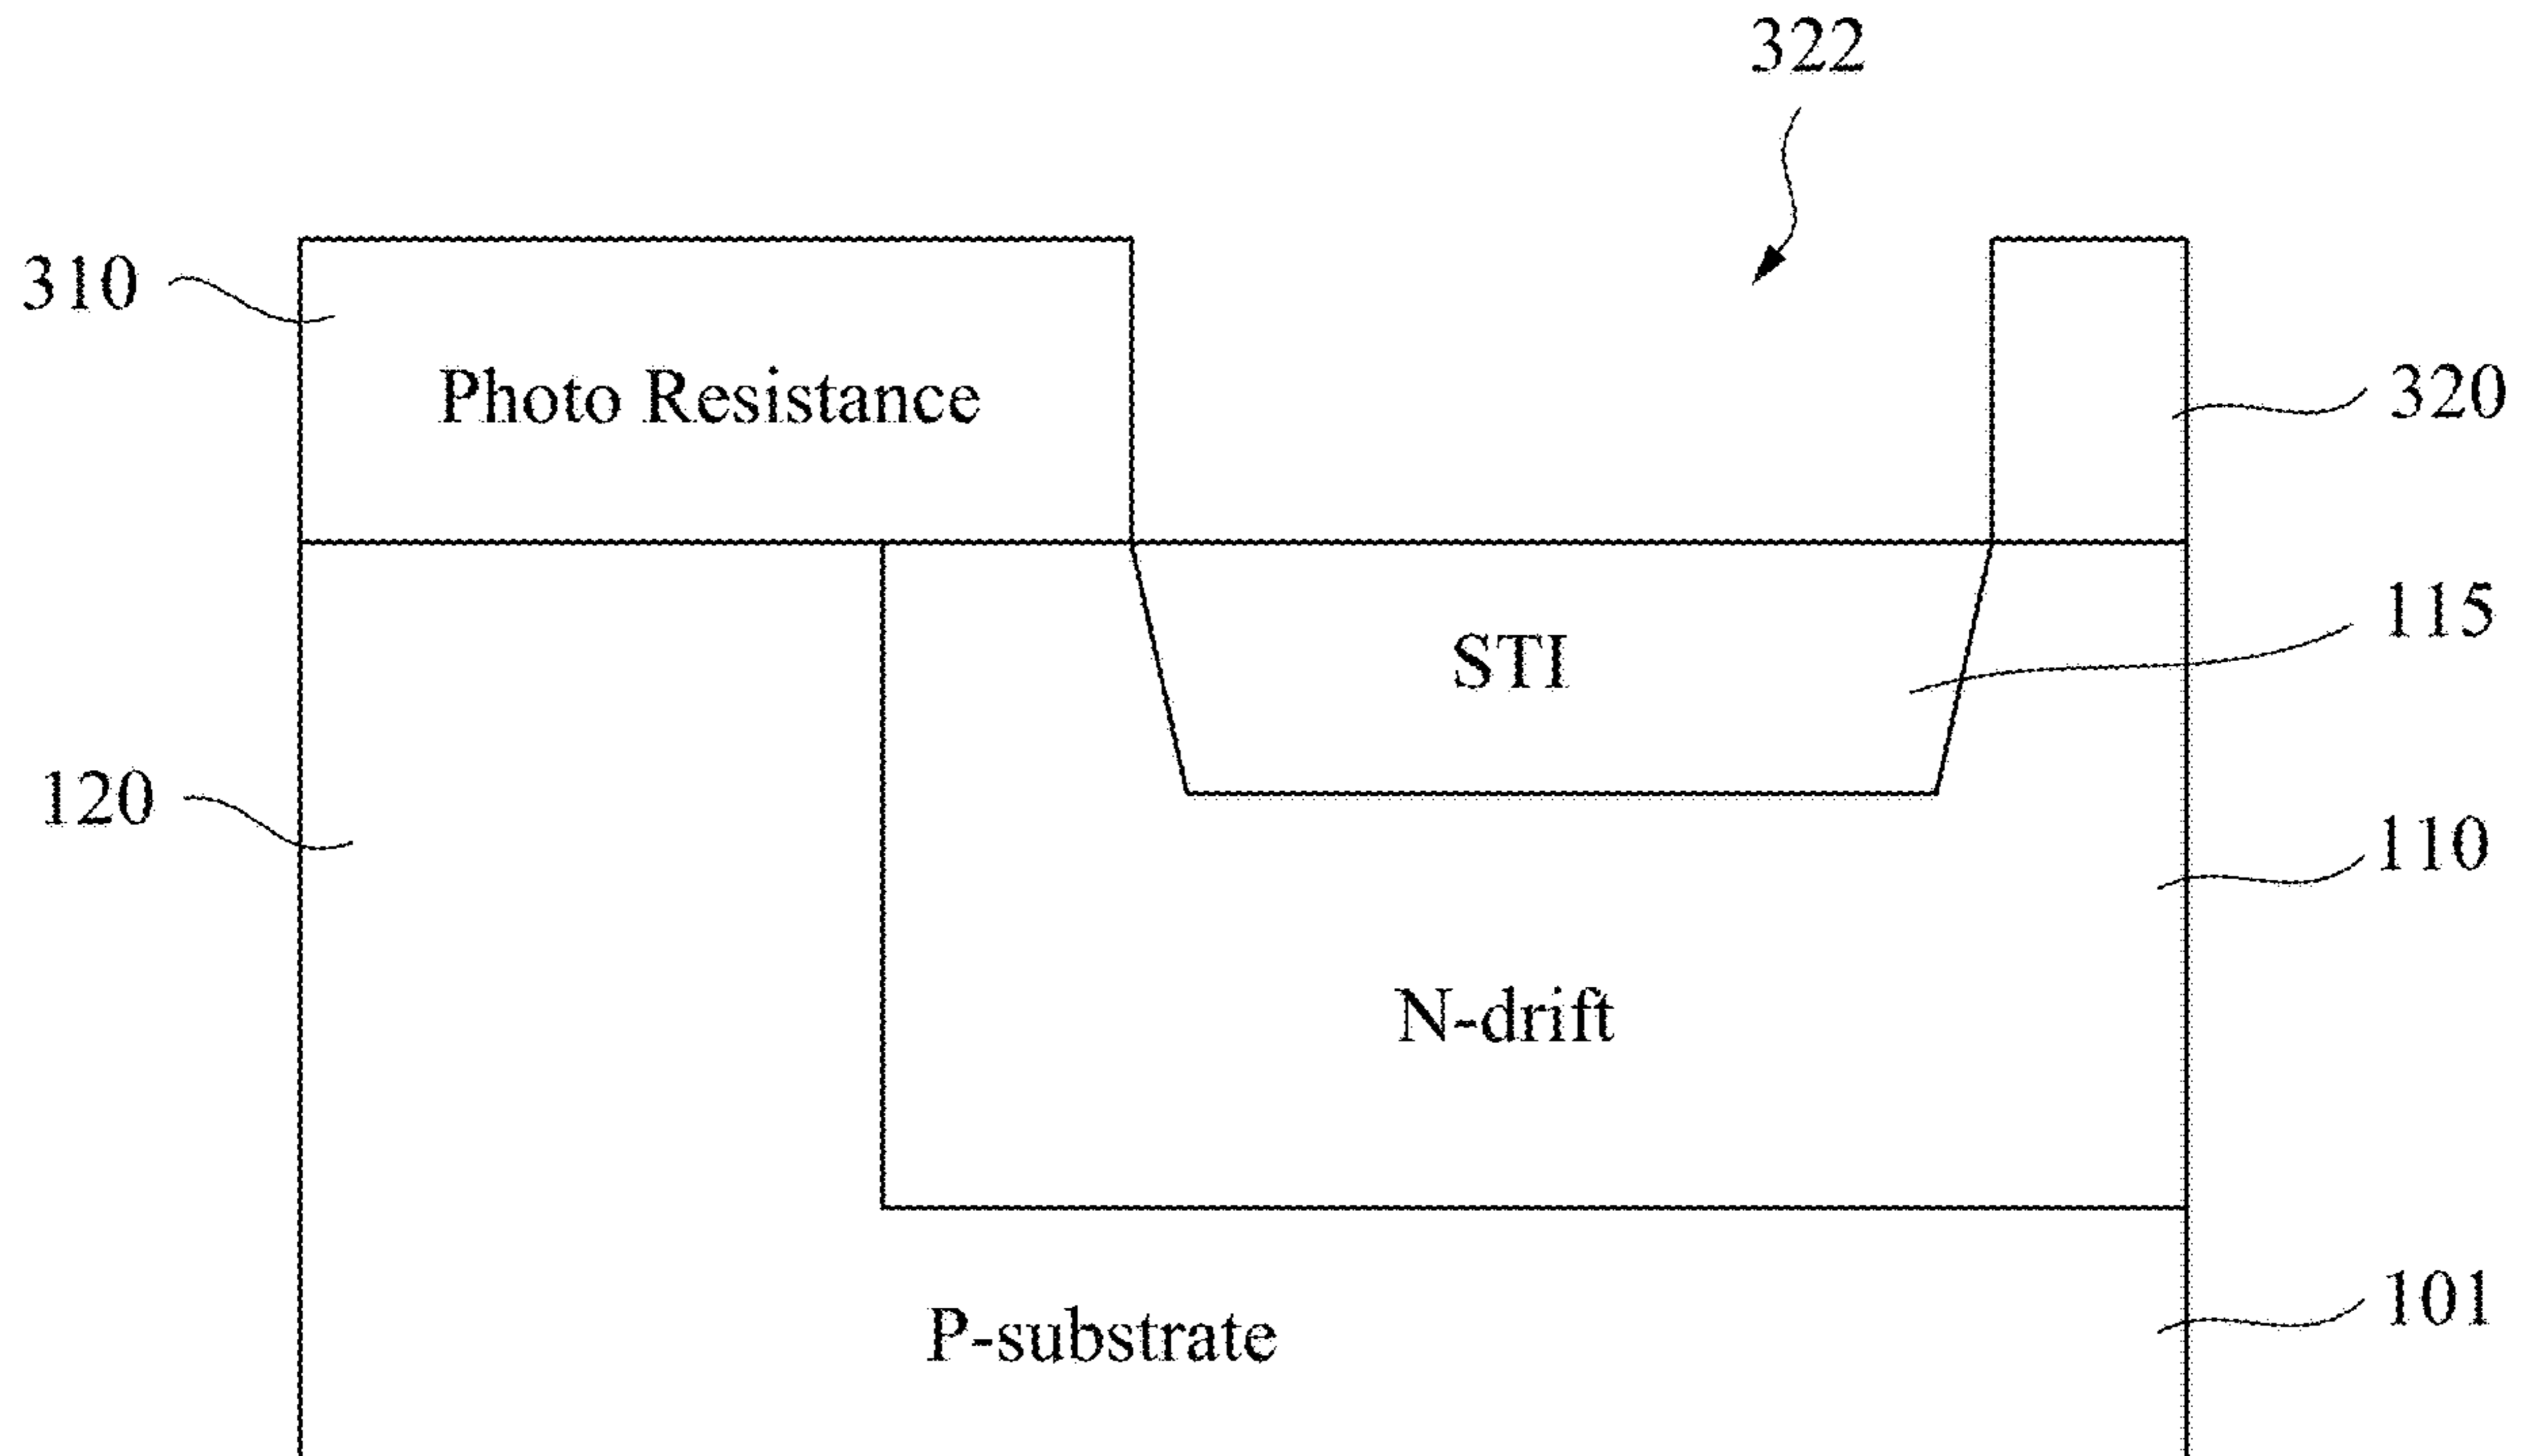 322
310
Photo Resistance
320
115
STI
120
110
N-drift
101
P-substrate